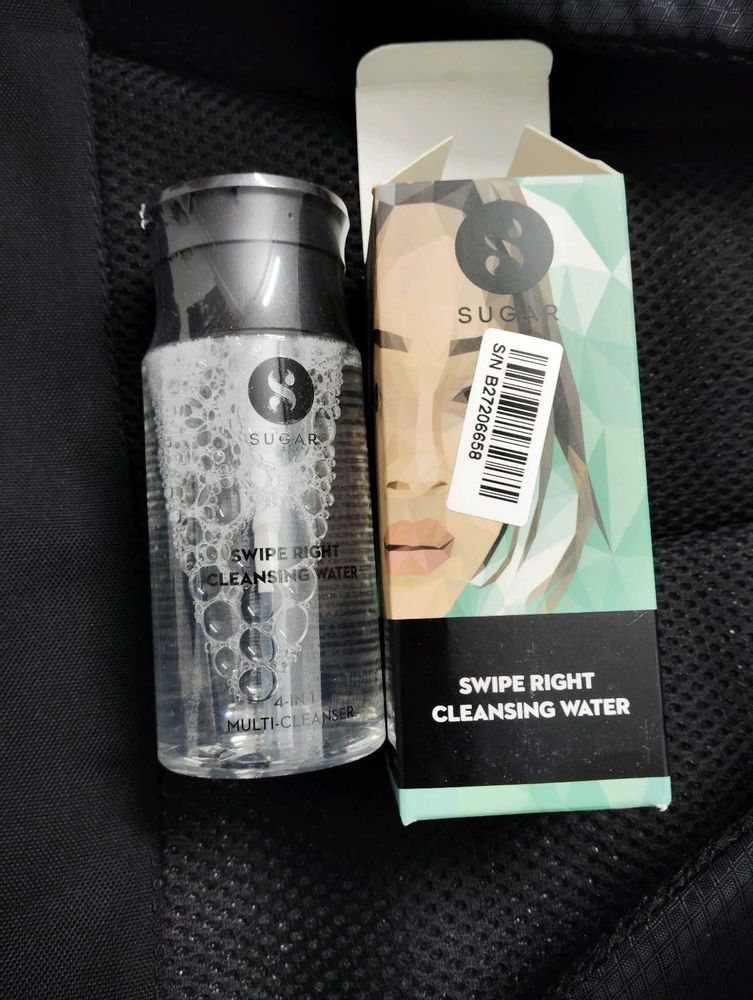 SUGAR
SWIPE RIGHT
CLEANSING WATER
4-IN-1
MULTI-CLEANSER
SUGAR
S/N B27206658
SWIPE RIGHT
CLEANSING WATER